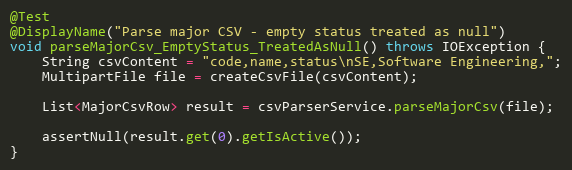 @Test
@DisplayName("Parse major CSV - empty status treated as null")
void parseMajorCsv_EmptyStatus_TreatedAsNull() throws IOException {
    String csvContent = "code,name,status\nSE,Software Engineering,";
    MultipartFile file = createCsvFile(csvContent);

    List<MajorCsvRow> result = csvParserService.parseMajorCsv(file);

    assertNull(result.get(0).getIsActive());
}